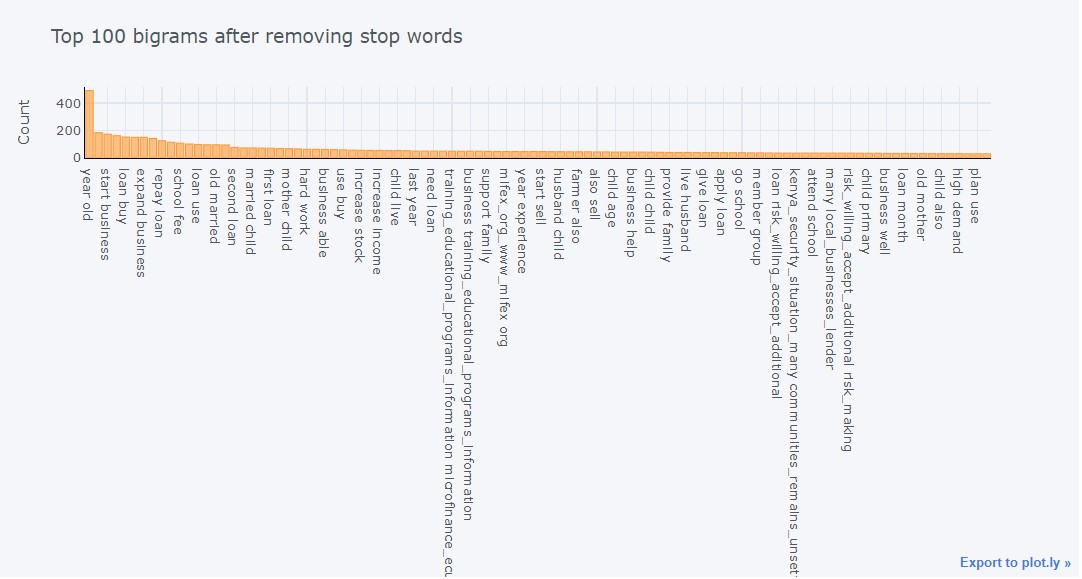 Top 100 bigrams after removing stop words
Count
400
200
0
year old
start business
loan buy
expand business
repay loan
school fee
loan use
old married
second loan
married child
first loan
mother child
hard work
business able
use buy
increase stock
increase income
child live
last year
need loan
training_educational_programs_information microfinance_ecu
business training_educational_programs_information
support family
mifex_org_www_mifex org
year experience
start sell
husband child
farmer also
also sell
child age
business help
child child
provide family
live husband
give loan
apply loan
go school
member group
loan risk_willing_accept_additional
kenya_security_situation_many communities_remains_unset
attend school
many local_businesses_lender
risk_willing_accept_additional risk_making
child primary
business well
loan month
old mother
child also
high demand
plan use
Export to plot.ly »